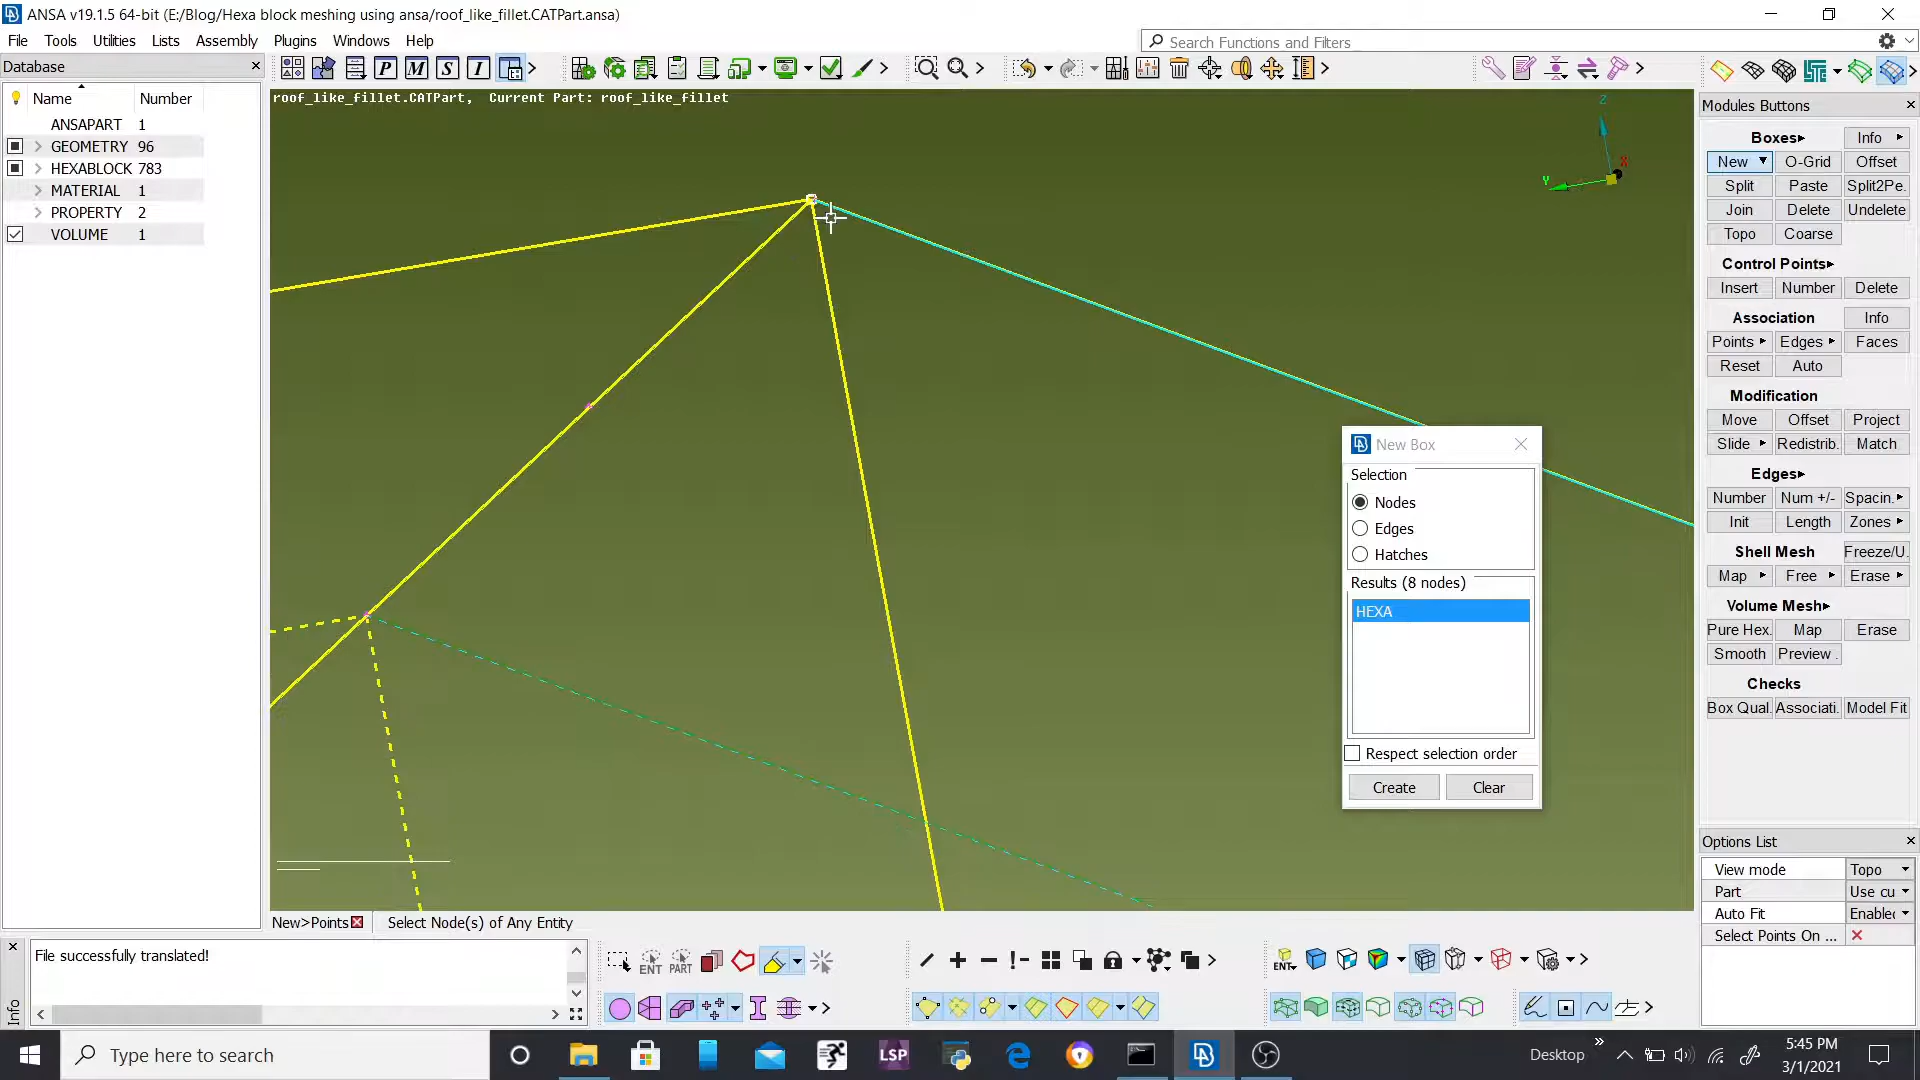 ANSA v19.1.5 64-bit (E:/Blog/Hexa block meshing using ansa/roof_like_fillet.CATPart.ansa)
File Tools Utilities Lists Assembly Plugins Windows Help
Search Functions and Filters
Database
P M S I
Name Number
ANSAPART 1
GEOMETRY 96
HEXABLOCK 783
MATERIAL 1
PROPERTY 2
VOLUME 1
roof_like_fillet.CATPart, Current Part: roof_like_fillet
Z
X
Y
New Box
Selection
Nodes
Edges
Hatches
Results (8 nodes)
HEXA
Respect selection order
Create Clear
Modules Buttons
Boxes Info
New O-Grid Offset
Split Paste Split2Pe.
Join Delete Undelete
Topo Coarse
Control Points
Insert Number Delete
Association Info
Points Edges Faces
Reset Auto
Modification
Move Offset Project
Slide Redistrib. Match
Edges
Number Num +/- Spacin.
Init Length Zones
Shell Mesh Freeze/U.
Map Free Erase
Volume Mesh
Pure Hex. Map Erase
Smooth Preview .
Checks
Box Qual. Associati. Model Fit
Options List
View mode Topo
Part Use cu
Auto Fit Enablec
Select Points On ...
New>Points Select Node(s) of Any Entity
File successfully translated!
Info
ENT PART
ENT
Type here to search
LSP
Desktop
5:45 PM
3/1/2021